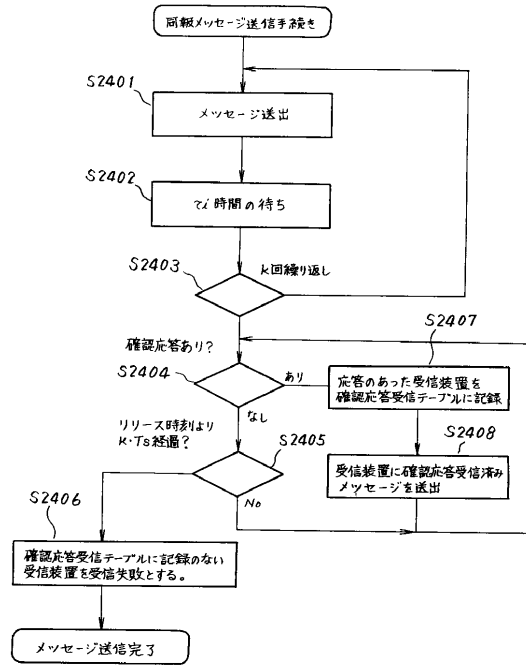 同報メッセージ送信手続き
S2401
メッセージ送出
S2402
τi 時間の待ち
S2403
k回繰り返し
S2407
確認応答あり?
S2404
あり
応答のあった受信装置を
確認応答受信テーブルに記録
なし
リリース時刻より
K・Ts経過?
S2405
S2408
受信装置に確認応答受信済み
メッセージを送出
No
S2406
確認応答受信テーブルに記録のない
受信装置を受信失敗とする。
メッセージ送信完了